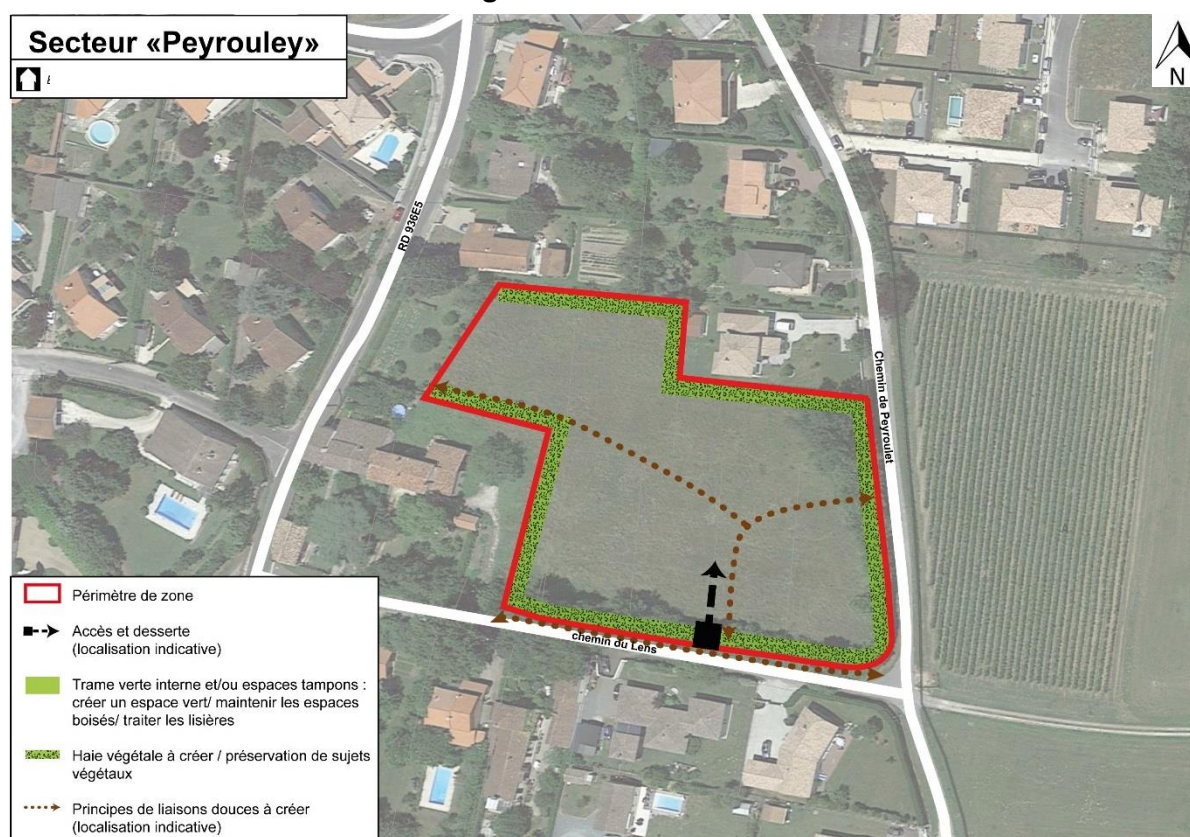 Secteur «Peyrouley»
N
RD 936E5
Chemin de Peyroulet
chemin du Lens
Périmètre de zone
Accès et desserte
(localisation indicative)
Trame verte interne et/ou espaces tampons :
créer un espace vert/ maintenir les espaces
boisés/ traiter les lisières
Haie végétale à créer / préservation de sujets
végétaux
Principes de liaisons douces à créer
(localisation indicative)